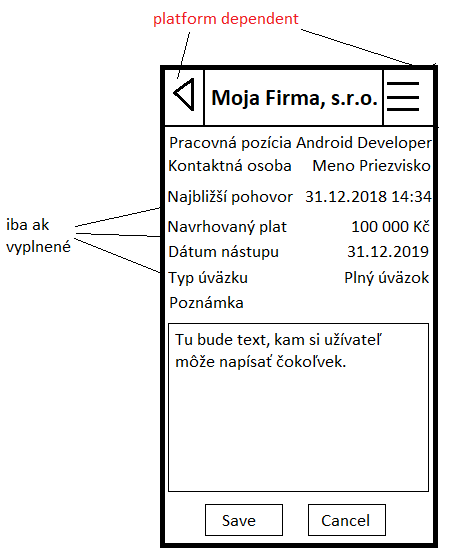 platform dependent
Moja Firma, s.r.o.
Pracovná pozícia Android Developer
Kontaktná osoba Meno Priezvisko
Najbližší pohovor 31.12.2018 14:34
iba ak
vyplnené
Navrhovaný plat 100 000 Kč
Dátum nástupu 31.12.2019
Typ úväzku Plný úväzok
Poznámka
Tu bude text, kam si užívateľ
môže napísať čokoľvek.
Save Cancel